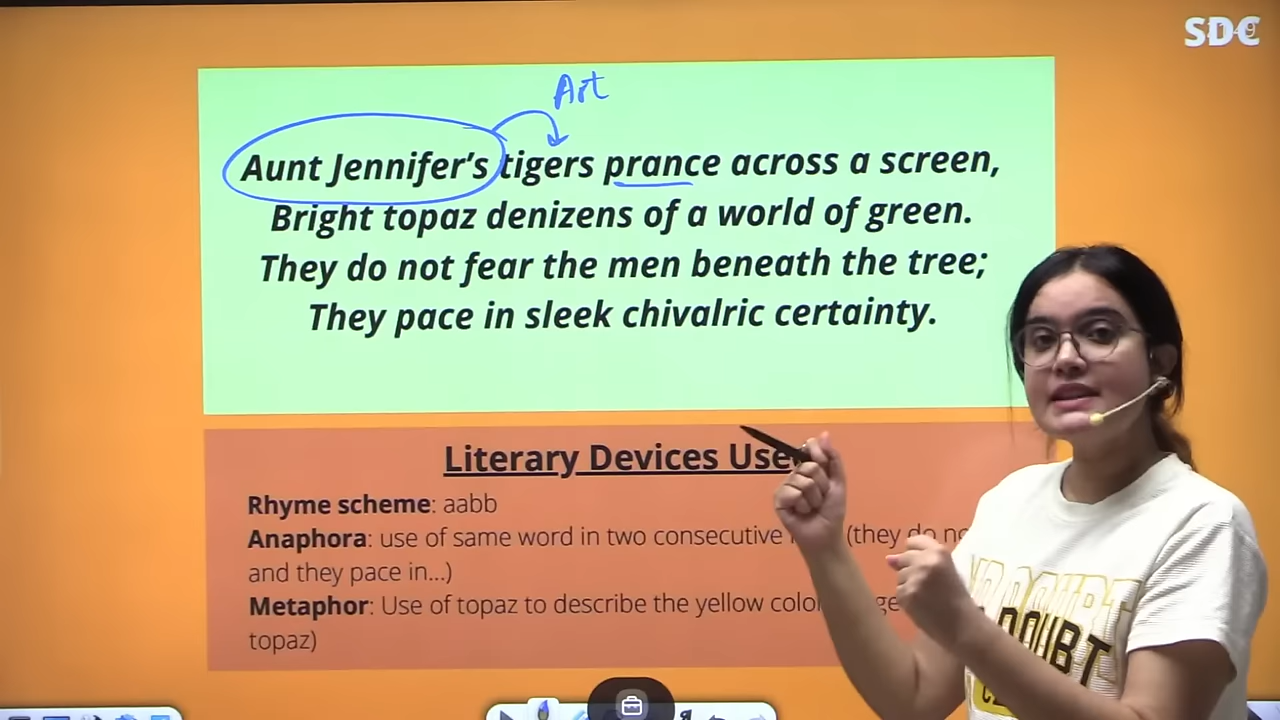 SDC
Art
Aunt Jennifer's tigers prance across a screen,
Bright topaz denizens of a world of green.
They do not fear the men beneath the tree;
They pace in sleek chivalric certainty.
Literary Devices Use
Rhyme scheme: aabb
Anaphora: use of same word in two consecutive (they do
and they pace in...)
Metaphor: Use of topaz to describe the yellow
topaz)
DOUBT
DOUBT